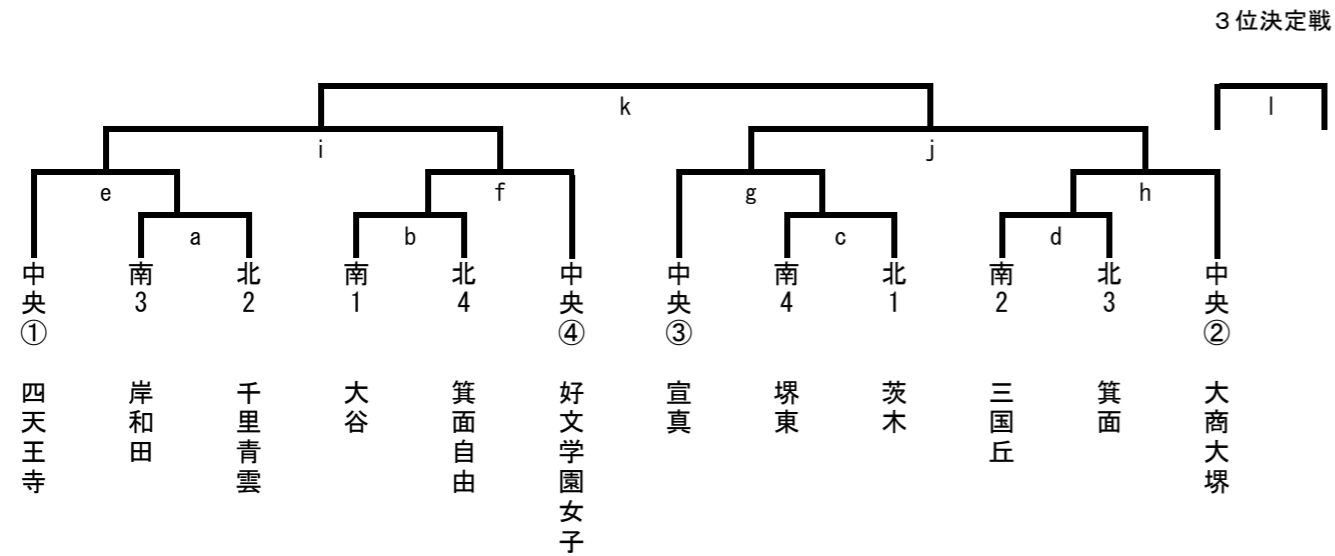 ３位決定戦
k
l
i
j
e
f
g
h
a
b
c
d
中央① 四天王寺
南3 岸和田
北2 千里青雲
南1 大谷
北4 箕面自由
中央④ 好文学園女子
中央③ 宣真
南4 堺東
北1 茨木
南2 三国丘
北3 箕面
中央② 大商大堺